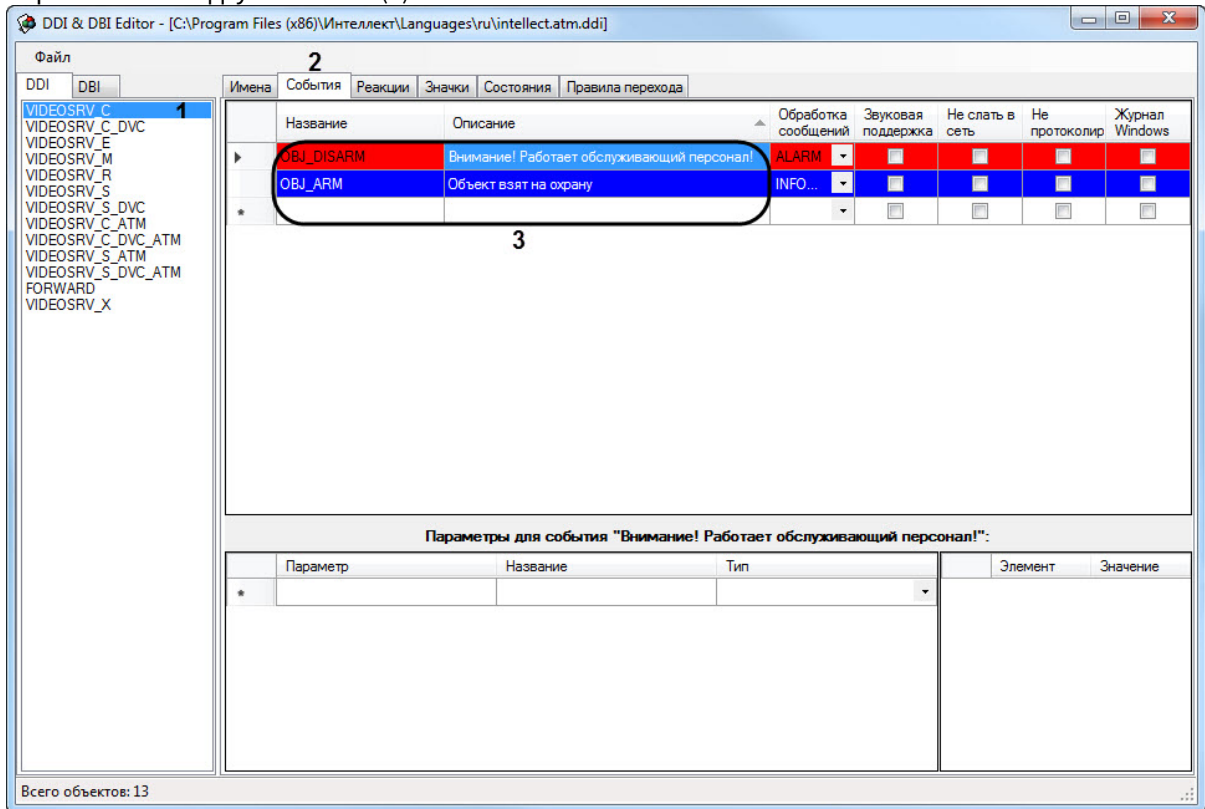 DDI & DBI Editor - [C:\Program Files (x86)\Интеллект\Languages\ru\intellect.atm.ddi]
Файл
2
DDI DBI
Имена События Реакции Значки Состояния Правила перехода
VIDEOSRV_C 1
VIDEOSRV_C_DVC
VIDEOSRV_E
VIDEOSRV_M
VIDEOSRV_R
VIDEOSRV_S
VIDEOSRV_S_DVC
VIDEOSRV_C_ATM
VIDEOSRV_C_DVC_ATM
VIDEOSRV_S_ATM
VIDEOSRV_S_DVC_ATM
FORWARD
VIDEOSRV_X
Название Описание Обработка сообщений Звуковая поддержка Не слать в сеть Не протоколир Журнал Windows
OBJ_DISARM Внимание! Работает обслуживающий персонал! ALARM
OBJ_ARM Объект взят на охрану INFO...
3
Параметры для события "Внимание! Работает обслуживающий персонал!":
Параметр Название Тип Элемент Значение
Всего объектов: 13